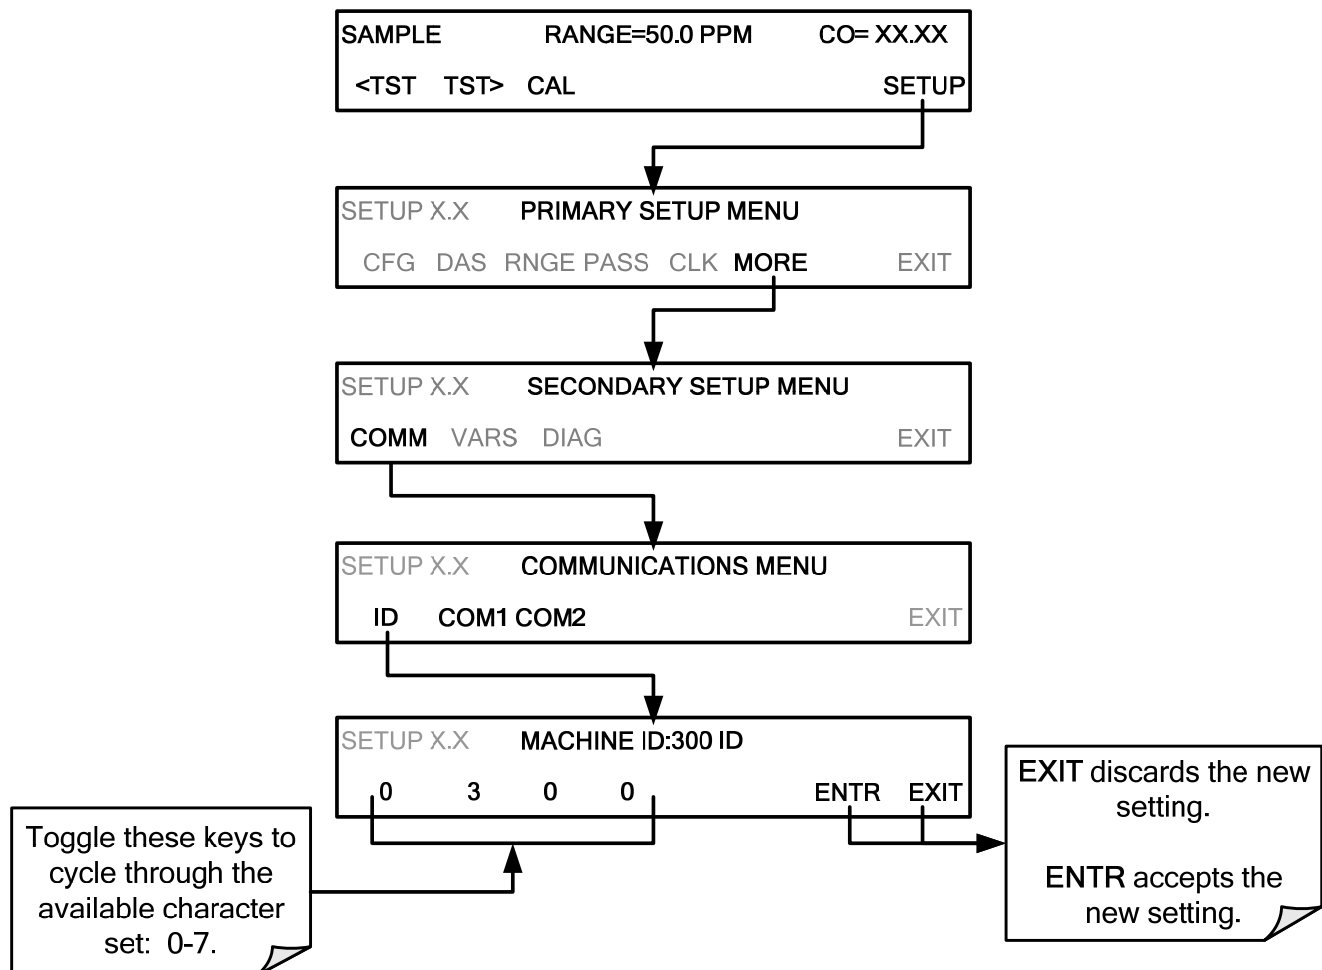 SAMPLE RANGE=50.0 PPM CO= XX.XX
<TST TST> CAL SETUP
SETUP X.X PRIMARY SETUP MENU
CFG DAS RNGE PASS CLK MORE EXIT
SETUP X.X SECONDARY SETUP MENU
COMM VARS DIAG EXIT
SETUP X.X COMMUNICATIONS MENU
ID COM1 COM2 EXIT
SETUP X.X MACHINE ID:300 ID
0 3 0 0 ENTR EXIT
Toggle these keys to
cycle through the
available character
set: 0-7.
EXIT discards the new
setting.
ENTR accepts the
new setting.